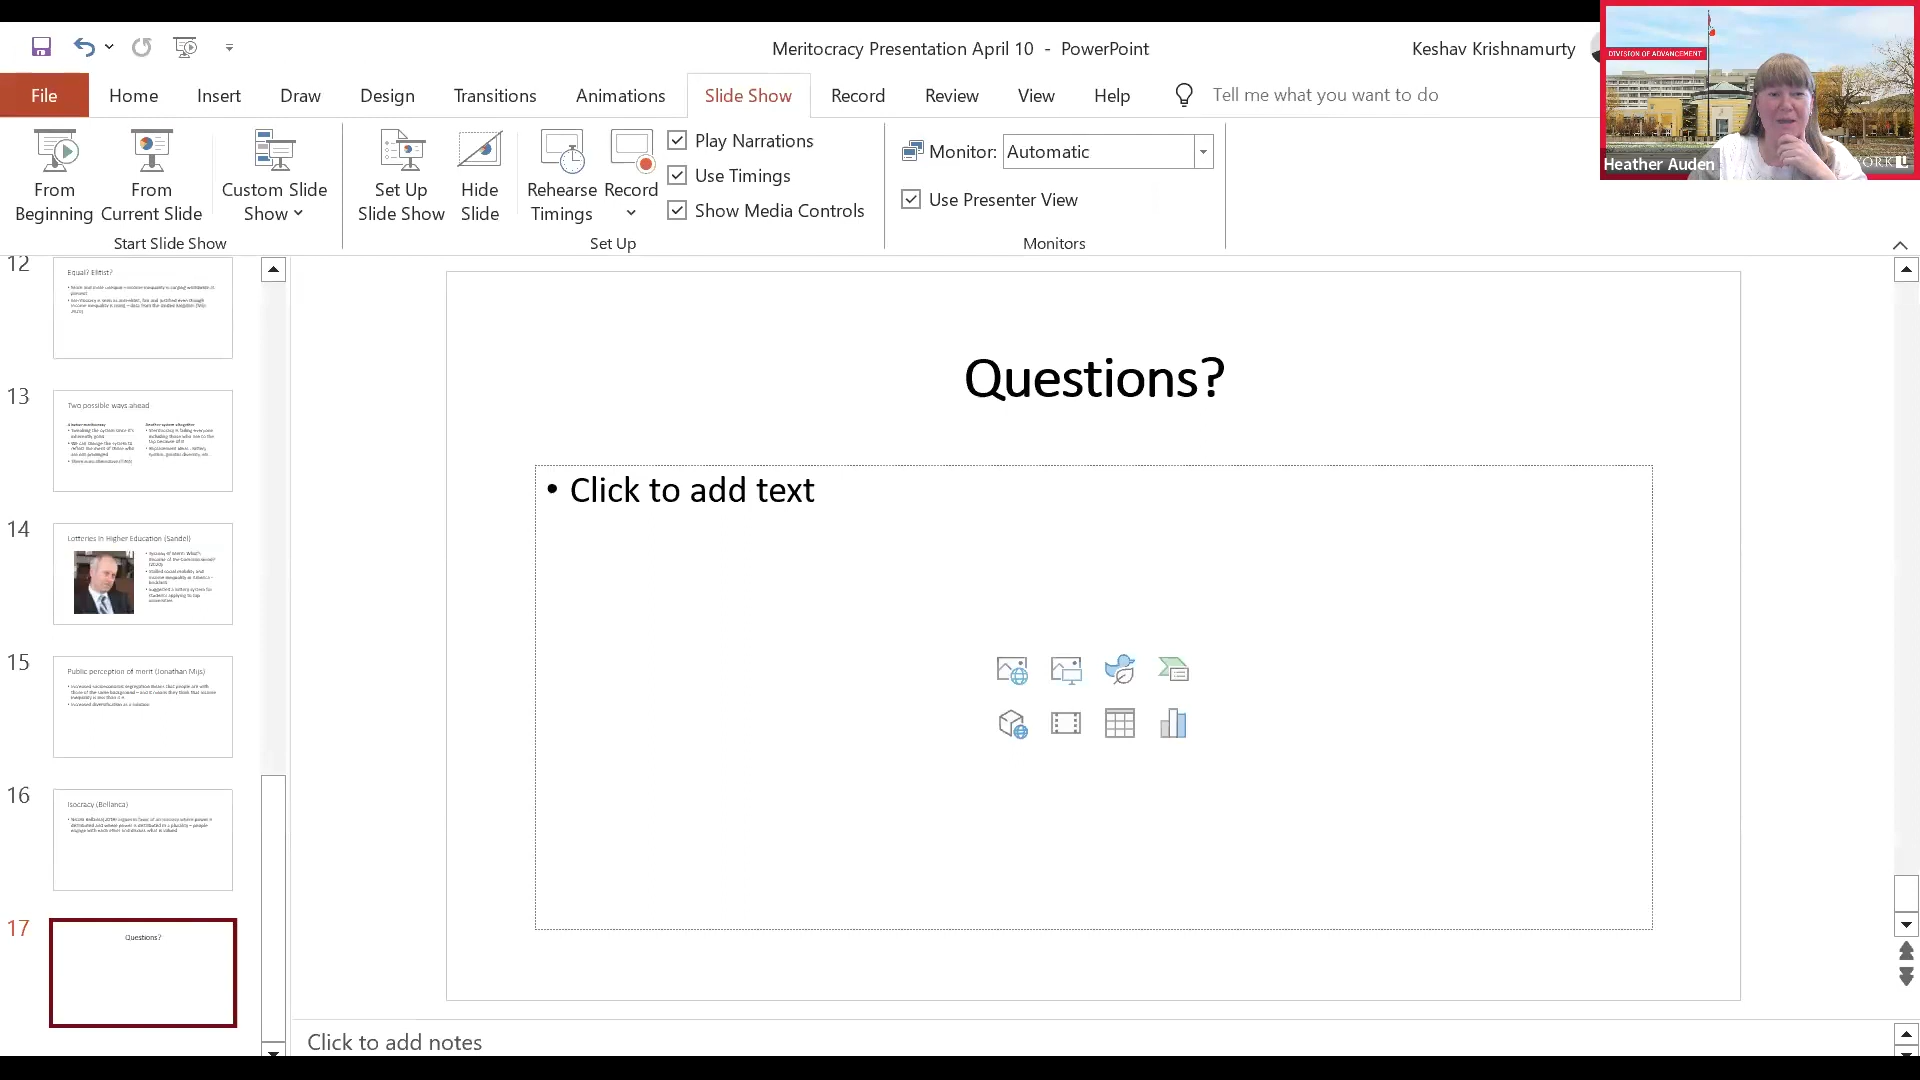 Meritocracy Presentation April 10 - PowerPoint
Keshav Krishnamurty
File
Home
Insert
Draw
Design
Transitions
Animations
Slide Show
Record
Review
View
Help
Tell me what you want to do
DIVISION OF ADVANCEMENT
YORK U
Heather Auden
From Beginning
From Current Slide
Custom Slide Show
Start Slide Show
Set Up Slide Show
Hide Slide
Rehearse Timings
Record
Play Narrations
Use Timings
Show Media Controls
Set Up
Monitor: Automatic
Use Presenter View
Monitors
12
Equal? Elitist?
13
Two possible ways ahead
14
Lotteries in Higher Education (Sandel)
15
Public perception of merit (Jonathan Mijs)
16
Isocracy (Bellanca)
17
Questions?
Questions?
• Click to add text
Click to add notes